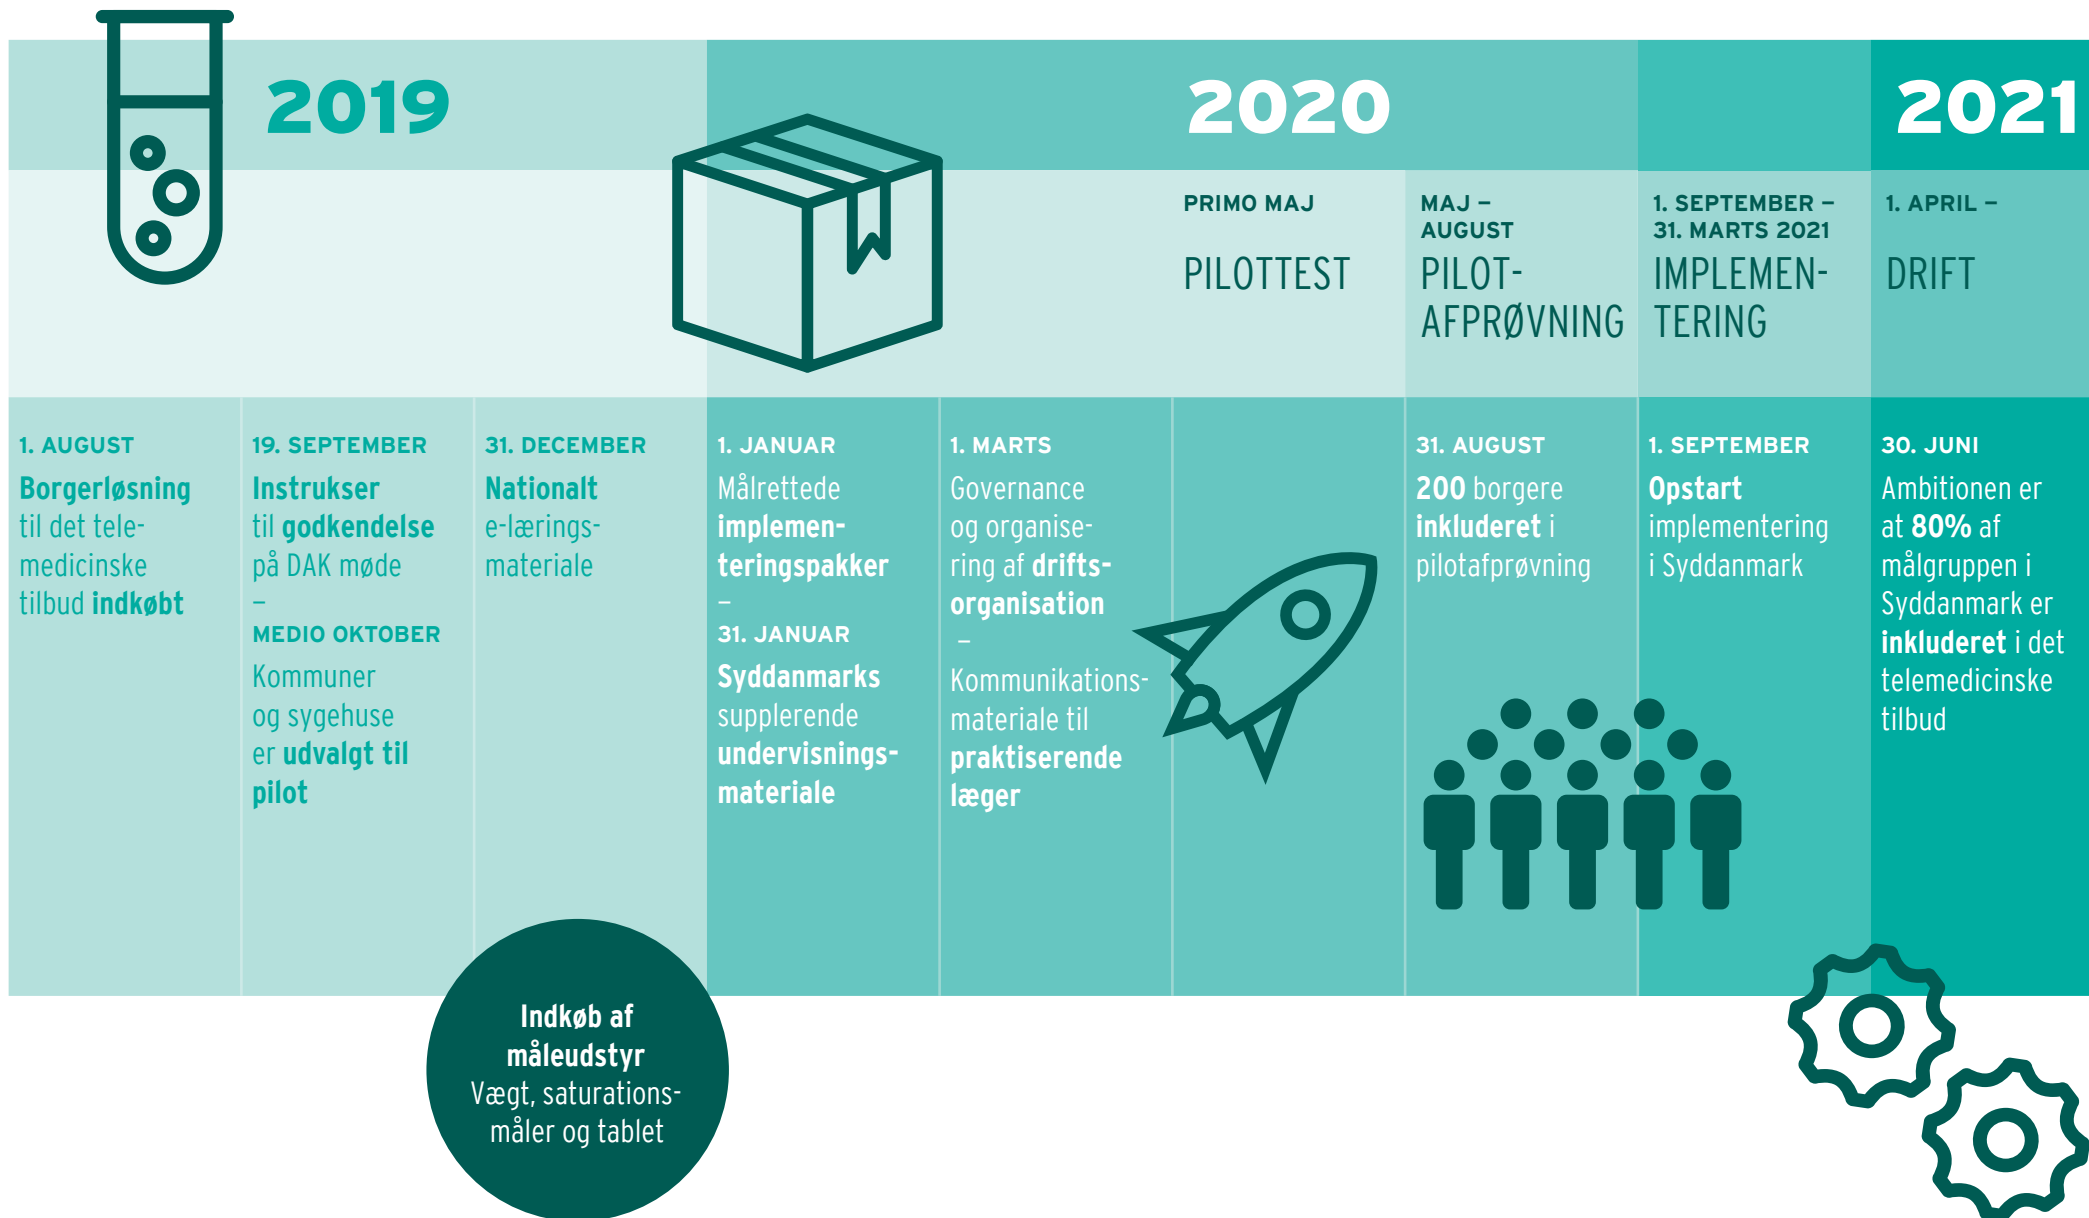 2019
2020
2021
PRIMO MAJ
PILOTTEST
MAJ –
AUGUST
PILOT-
AFPRØVNING
1. SEPTEMBER –
31. MARTS 2021
IMPLEMEN-
TERING
1. APRIL –
DRIFT
1. AUGUST
Borgerløsning
til det tele-
medicinske
tilbud indkøbt
19. SEPTEMBER
Instrukser
til godkendelse
på DAK møde
–
MEDIO OKTOBER
Kommuner
og sygehuse
er udvalgt til
pilot
31. DECEMBER
Nationalt
e-lærings-
materiale
1. JANUAR
Målrettede
implemen-
teringspakker
–
31. JANUAR
Syddanmarks
supplerende
undervisnings-
materiale
1. MARTS
Governance
og organise-
ring af drifts-
organisation
–
Kommunikations-
materiale til
praktiserende
læger
31. AUGUST
200 borgere
inkluderet i
pilotafprøvning
1. SEPTEMBER
Opstart
implementering
i Syddanmark
30. JUNI
Ambitionen er
at 80% af
målgruppen i
Syddanmark er
inkluderet i det
telemedicinske
tilbud
Indkøb af
måleudstyr
Vægt, saturations-
måler og tablet